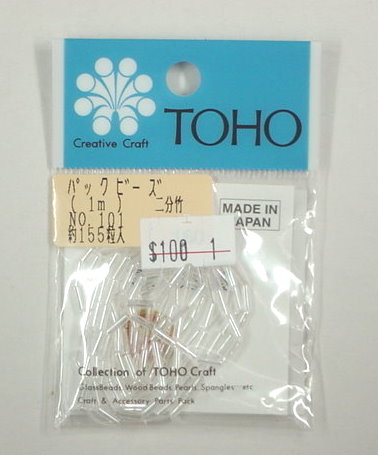 Creative Craft
TOHO
パックビーズ
( 1m ) 二分竹
NO. 101
約155粒入
MADE IN
JAPAN
$100 1
Collection of TOHO Craft
GlassBeads WoodBeads Pearls Spangles etc
Craft & Accessory Parts Pack